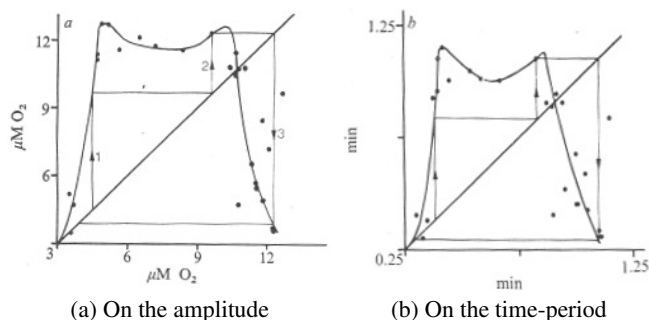 a
12
9
6
3
μM O₂
1
2
3
6
9
12
μM O₂
(a) On the amplitude
b
1.25
min
0.25
1.25
min
(b) On the time-period